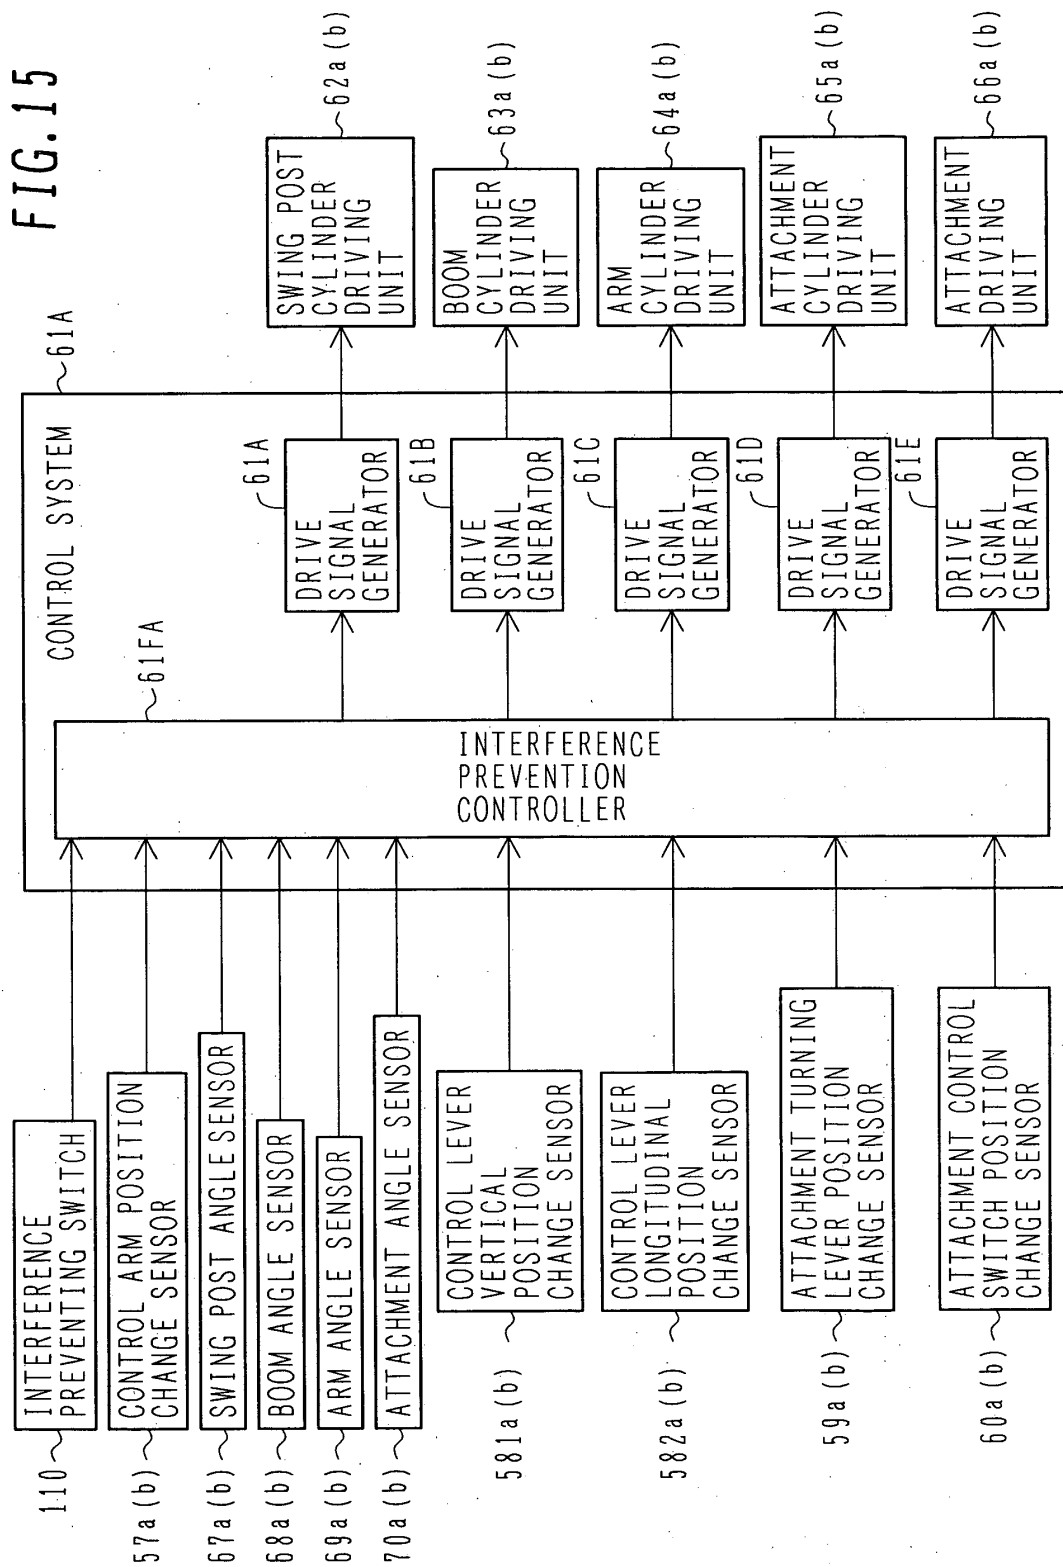 FIG.15
CONTROL SYSTEM
61A
61FA
INTERFERENCE
PREVENTING SWITCH
110
CONTROL ARM POSITION
CHANGE SENSOR
57a(b)
SWING POST ANGLE SENSOR
67a(b)
BOOM ANGLE SENSOR
68a(b)
ARM ANGLE SENSOR
69a(b)
ATTACHMENT ANGLE SENSOR
70a(b)
CONTROL LEVER
VERTICAL
POSITION
CHANGE SENSOR
581a(b)
CONTROL LEVER
LONGITUDINAL
POSITION
CHANGE SENSOR
582a(b)
ATTACHMENT TURNING
LEVER POSITION
CHANGE SENSOR
59a(b)
ATTACHMENT CONTROL
SWITCH POSITION
CHANGE SENSOR
60a(b)
INTERFERENCE
PREVENTION
CONTROLLER
DRIVE
SIGNAL
GENERATOR
61A
DRIVE
SIGNAL
GENERATOR
61B
DRIVE
SIGNAL
GENERATOR
61C
DRIVE
SIGNAL
GENERATOR
61D
DRIVE
SIGNAL
GENERATOR
61E
SWING POST
CYLINDER
DRIVING
UNIT
62a(b)
BOOM
CYLINDER
DRIVING
UNIT
63a(b)
ARM
CYLINDER
DRIVING
UNIT
64a(b)
ATTACHMENT
CYLINDER
DRIVING
UNIT
65a(b)
ATTACHMENT
DRIVING
UNIT
66a(b)